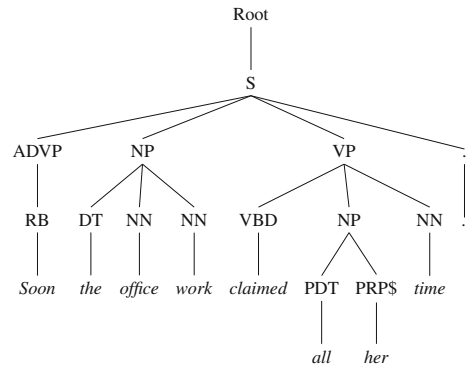 Root
S
ADVP NP VP .
RB DT NN NN VBD NP NN .
Soon the office work claimed PDT PRP$ time
all her